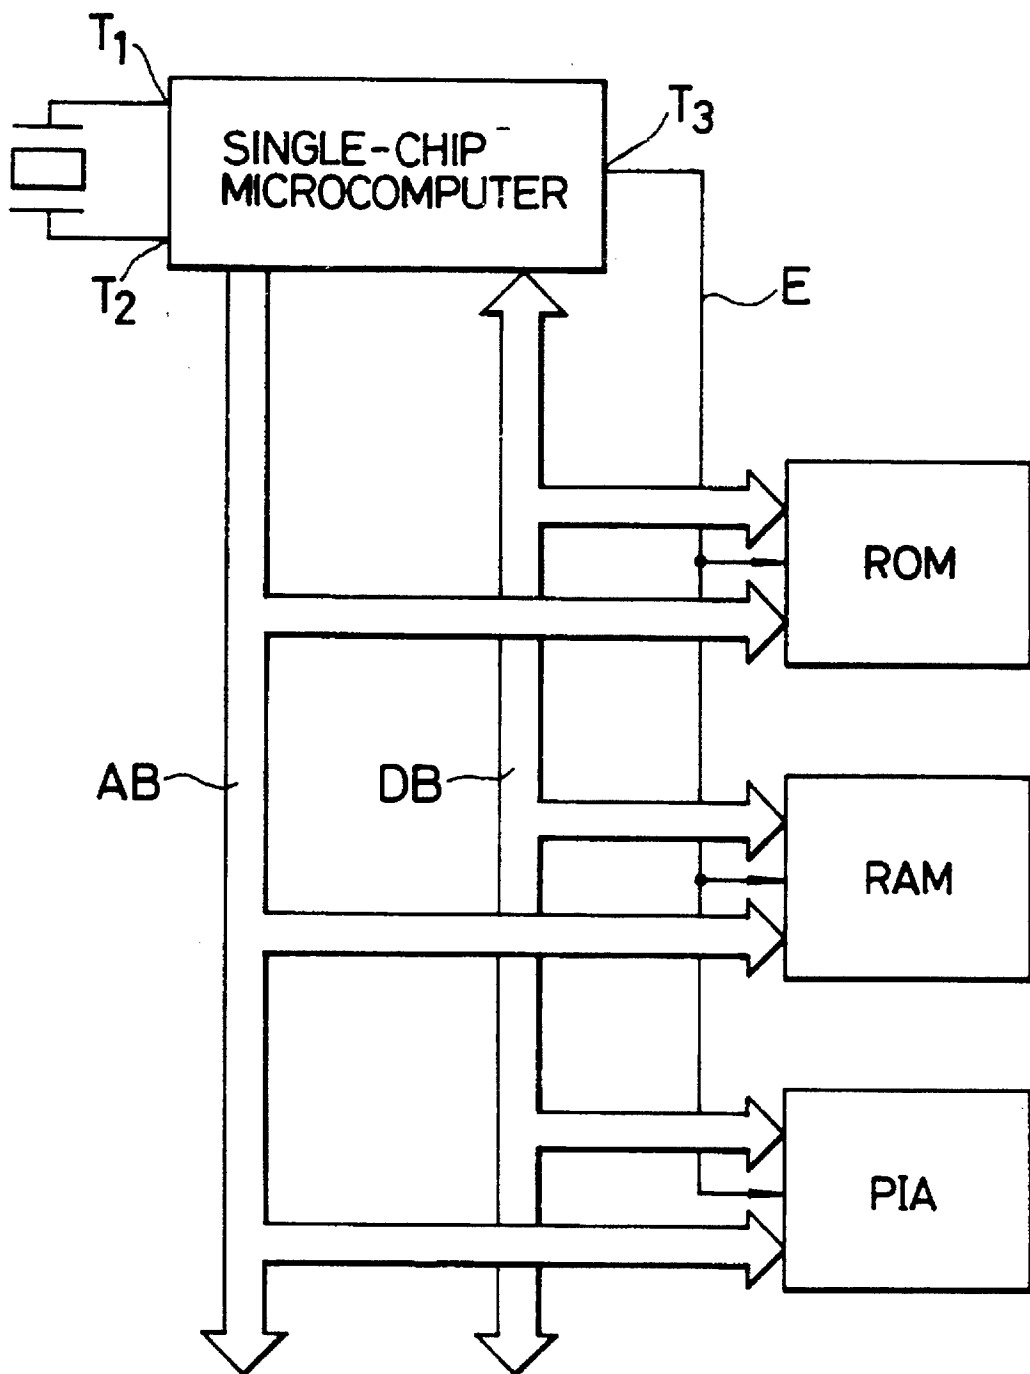 T1
SINGLE-CHIP
MICROCOMPUTER
T3
T2
E
ROM
AB
DB
RAM
PIA